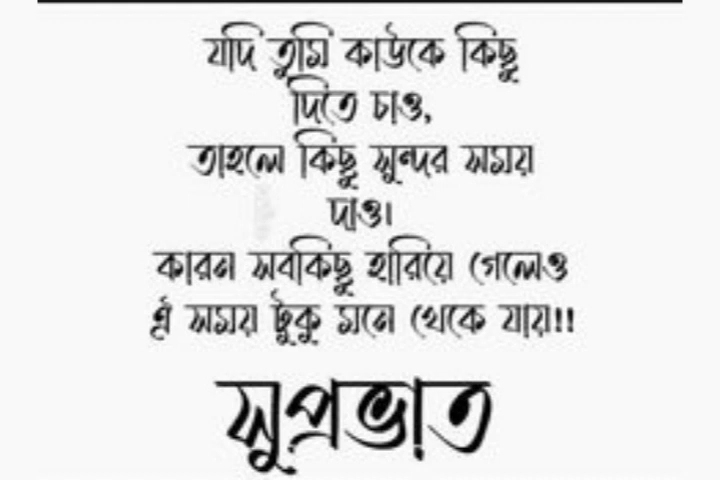 যদি তুমি কাউকে কিছু
দিতে চাও,
তাহলে কিছু সুন্দর সময়
দাও।
কারন সবকিছু হারিয়ে গেলেও
ঐ সময় টুকু মনে থেকে যায়!!
সুপ্রভাত